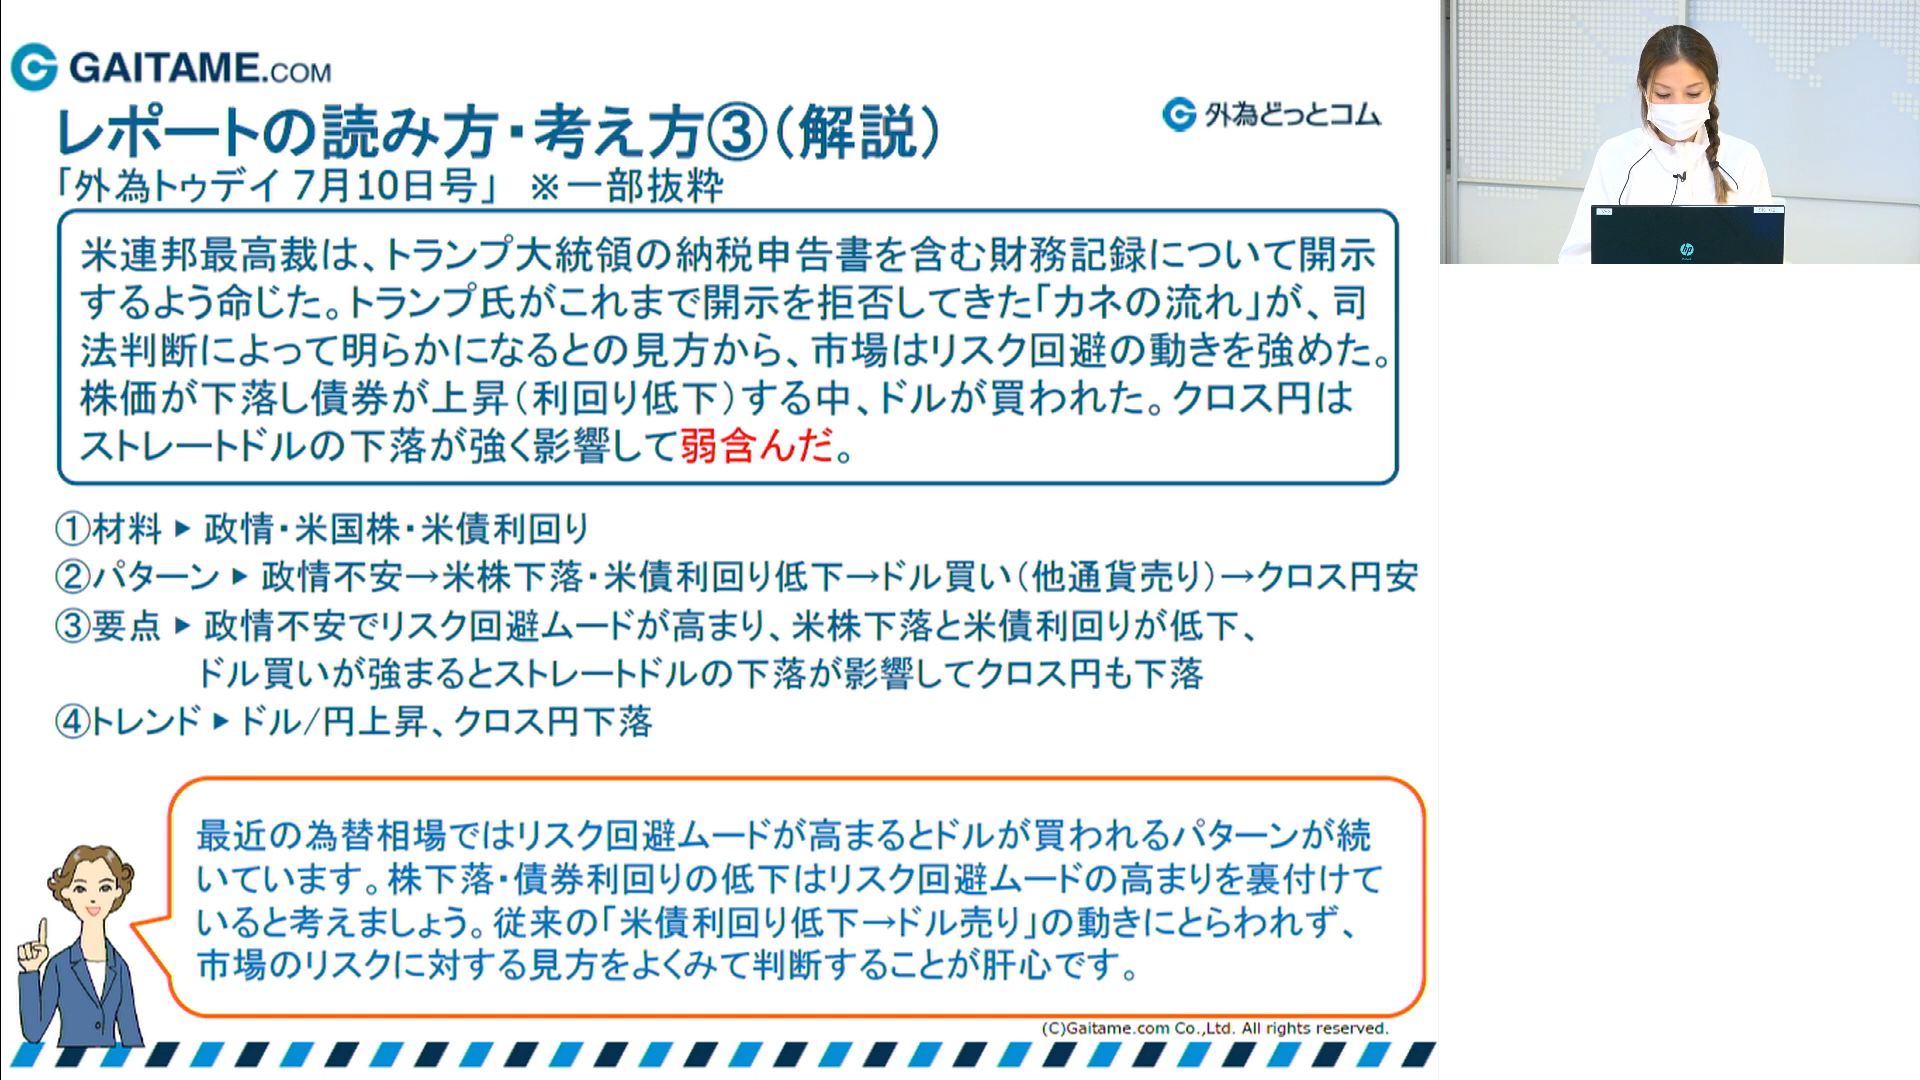 GAITAME.COM
レポートの読み方・考え方③（解説）
外為どっとコム
「外為トゥデイ 7月10日号」 ※一部抜粋
米連邦最高裁は、トランプ大統領の納税申告書を含む財務記録について開示
するよう命じた。トランプ氏がこれまで開示を拒否してきた「カネの流れ」が、司
法判断によって明らかになるとの見方から、市場はリスク回避の動きを強めた。
株価が下落し債券が上昇（利回り低下）する中、ドルが買われた。クロス円は
ストレートドルの下落が強く影響して弱含んだ。
①材料 ▶ 政情・米国株・米債利回り
②パターン ▶ 政情不安→米株下落・米債利回り低下→ドル買い（他通貨売り）→クロス円安
③要点 ▶ 政情不安でリスク回避ムードが高まり、米株下落と米債利回りが低下、
ドル買いが強まるとストレートドルの下落が影響してクロス円も下落
④トレンド ▶ ドル/円上昇、クロス円下落
最近の為替相場ではリスク回避ムードが高まるとドルが買われるパターンが続
いています。株下落・債券利回りの低下はリスク回避ムードの高まりを裏付けて
いると考えましょう。従来の「米債利回り低下→ドル売り」の動きにとらわれず、
市場のリスクに対する見方をよくみて判断することが肝心です。
(C)Gaitame.com Co.,Ltd. All rights reserved.
hp